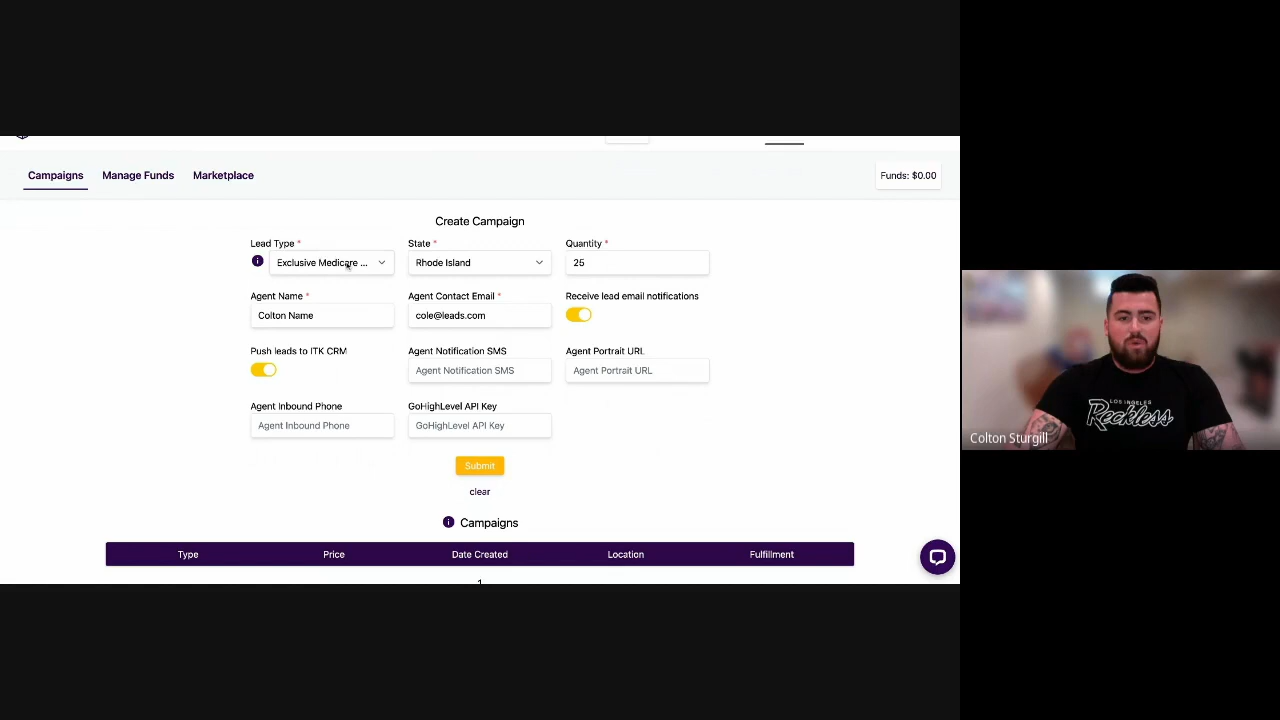 Campaigns Manage Funds Marketplace Funds: $0.00
Create Campaign
Lead Type * State * Quantity *
Exclusive Medicare ... Rhode Island 25
Agent Name * Agent Contact Email * Receive lead email notifications
Colton Name cole@leads.com
Push leads to ITK CRM Agent Notification SMS Agent Portrait URL
Agent Notification SMS Agent Portrait URL
Agent Inbound Phone GoHighLevel API Key
Agent Inbound Phone GoHighLevel API Key
Submit
clear
Campaigns
Type Price Date Created Location Fulfillment
1
LOS ANGELES
Reckless
Colton Sturgill